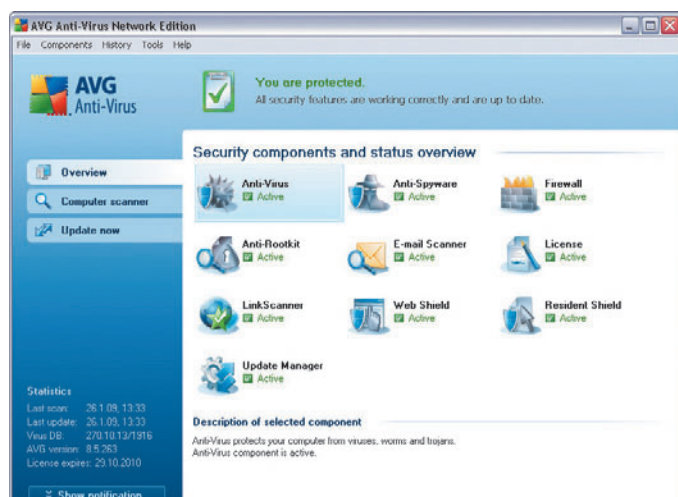 AVG Anti-Virus Network Edition
File Components History Tools Help
AVG
Anti-Virus
You are protected.
All security features are working correctly and are up to date.
Overview
Computer scanner
Update now
Security components and status overview
Anti-Virus
Active
Anti-Spyware
Active
Firewall
Active
Anti-Rootkit
Active
E-mail Scanner
Active
License
Active
LinkScanner
Active
Web Shield
Active
Resident Shield
Active
Update Manager
Active
Statistics
Last scan: 26.1.09, 13:33
Last update: 26.1.09, 13:33
Virus DB: 270.10.13/1916
AVG version: 8.5.263
License expires: 29.10.2010
Show notification
Description of selected component
Anti-Virus protects your computer from viruses, worms and trojans.
Anti-Virus component is active.